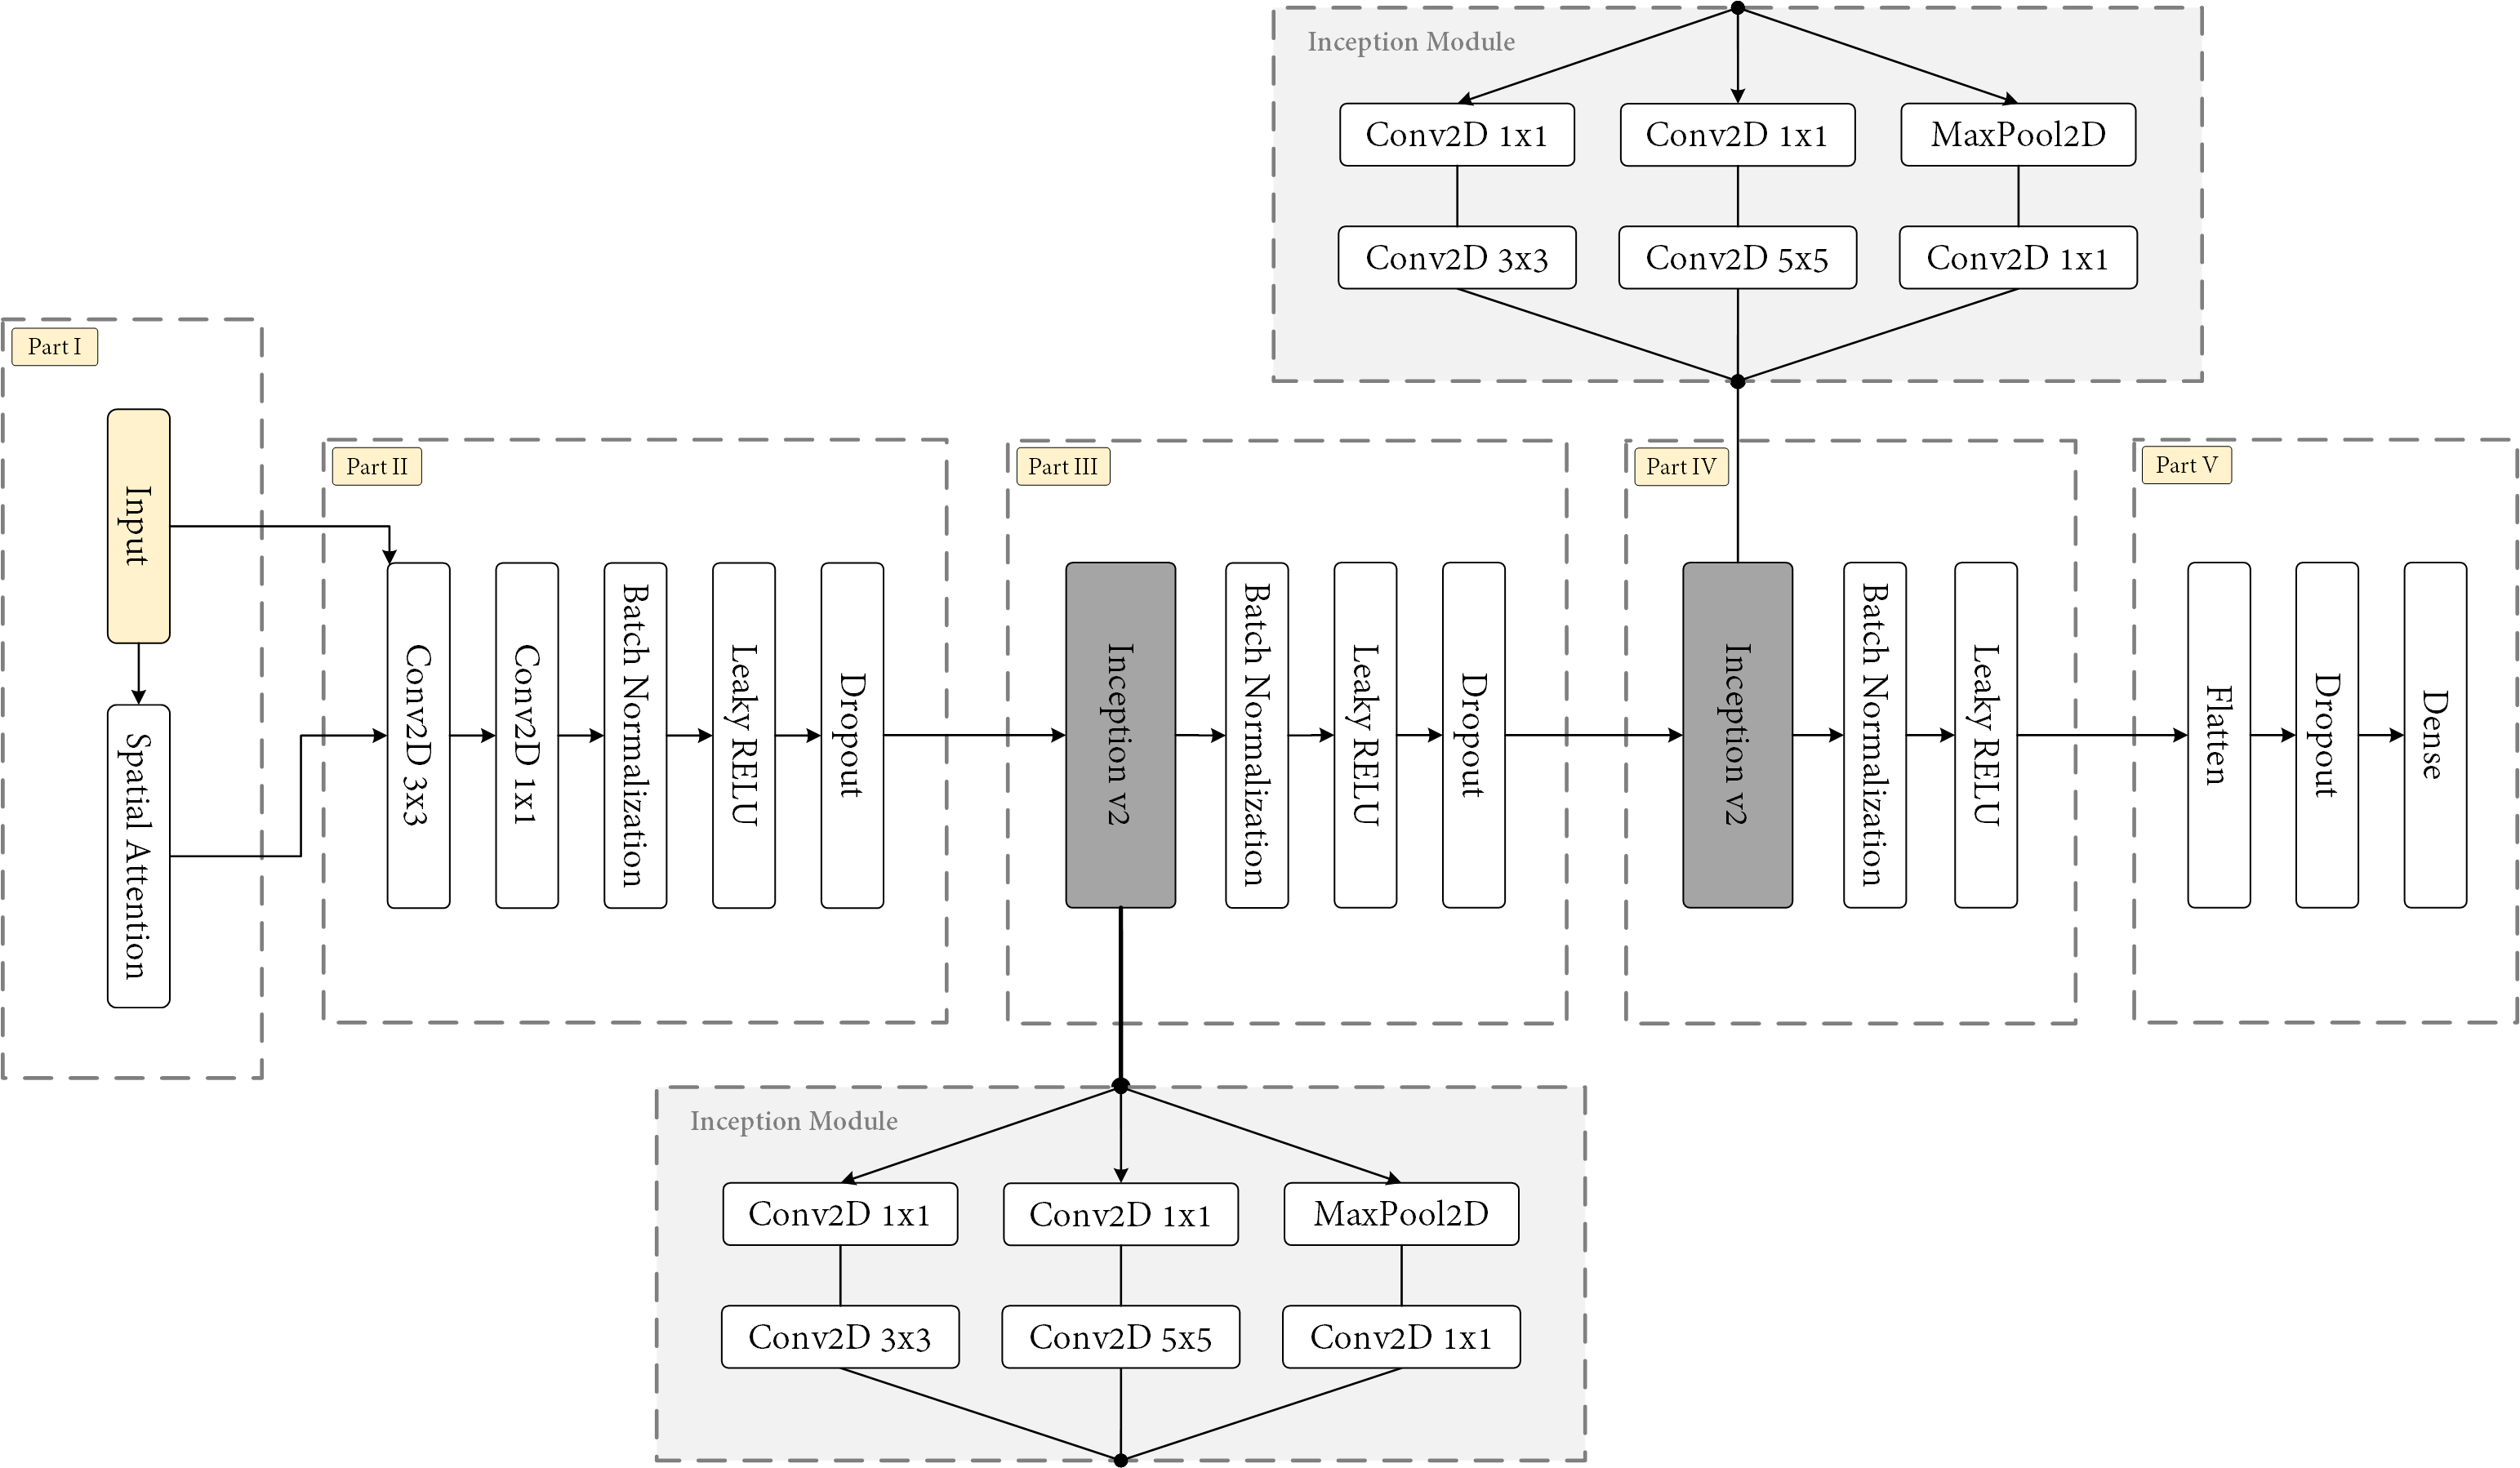 Inception Module
Conv2D 1x1
Conv2D 1x1
MaxPool2D
Conv2D 3x3
Conv2D 5x5
Conv2D 1x1
Part I
Input
Spatial Attention
Part II
Conv2D 3x3
Conv2D 1x1
Batch Normalization
Leaky RELU
Dropout
Part III
Inception v2
Batch Normalization
Leaky RELU
Dropout
Part IV
Inception v2
Batch Normalization
Leaky RELU
Part V
Flatten
Dropout
Dense
Inception Module
Conv2D 1x1
Conv2D 1x1
MaxPool2D
Conv2D 3x3
Conv2D 5x5
Conv2D 1x1